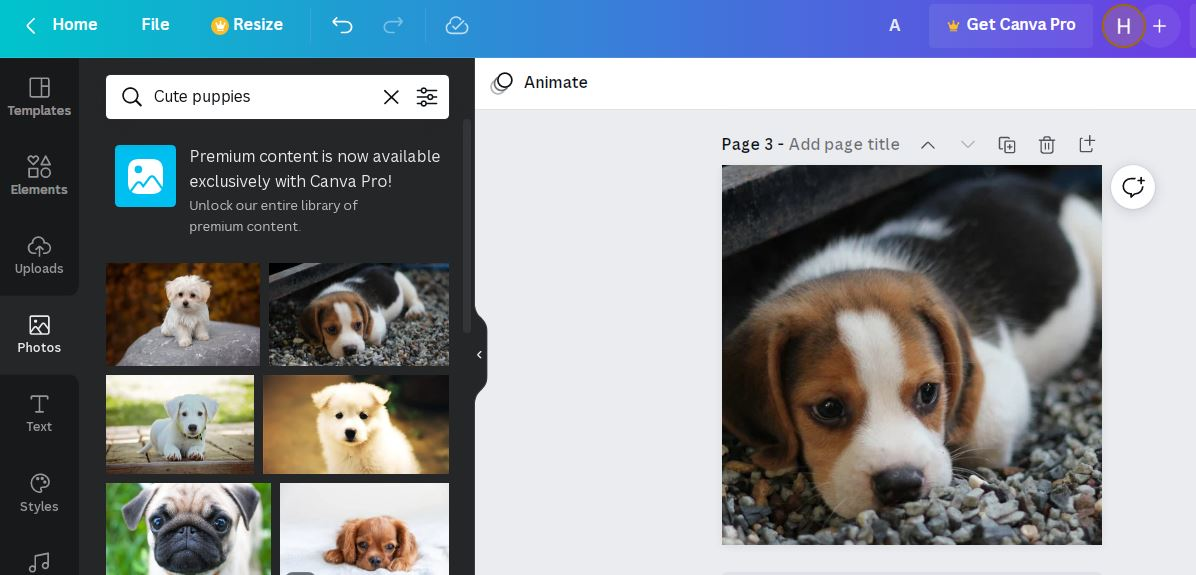 Home
File
Resize
A
Get Canva Pro
H
Templates
Elements
Uploads
Photos
Text
Styles
Cute puppies
Premium content is now available
exclusively with Canva Pro!
Unlock our entire library of
premium content.
Animate
Page 3 - Add page title